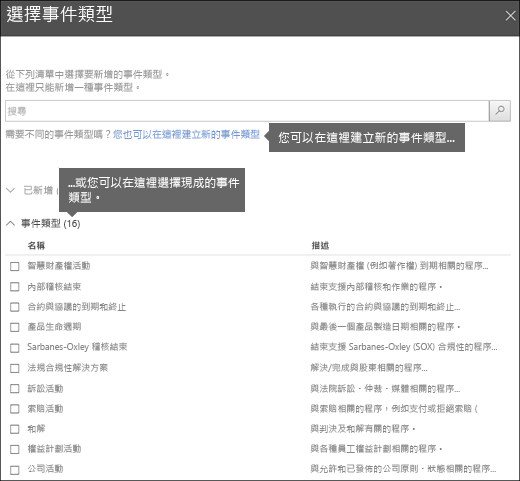 選擇事件類型
從下列清單中選擇要新增的事件類型。
在這裡只能新增一種事件類型。
搜尋
需要不同的事件類型嗎？您也可以在這裡建立新的事件類型
您可以在這裡建立新的事件類型...
已新增 (
...或您可以在這裡選擇現成的事件
類型。
事件類型 (16)
名稱 描述
智慧財產權活動 與智慧財產權 (例如著作權) 到期相關的程序...
內部稽核結束 結束支援內部稽核和作業的程序。
合約與協議的到期和終止 各種執行的合約與協議的到期和終止...
產品生命週期 與最後一個產品製造日期相關的程序。
Sarbanes-Oxley 稽核結束 結束支援 Sarbanes-Oxley (SOX) 合規性的程序...
法規合規性解決方案 解決/完成與股東相關的程序...
訴訟活動 與法院訴訟、仲裁、媒體相關的程序...
索賠活動 與索賠相關的程序，例如支付或拒絕索賠 (
和解 與判決及和解有關的程序。
權益計劃活動 與各種員工權益計劃相關的程序。
公司活動 與允許和已發佈的公司原則、狀態相關的程序...